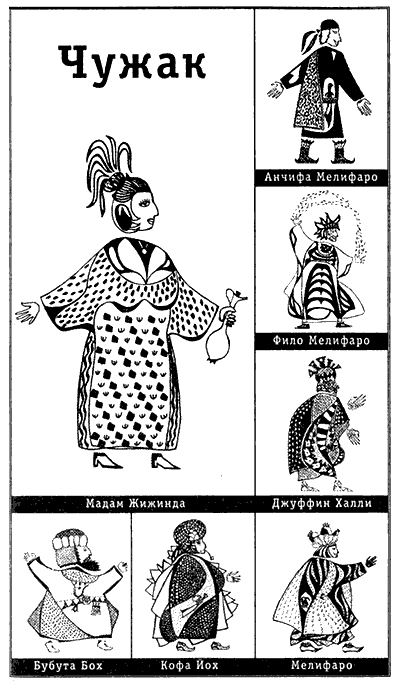 Чужак
Анчифа Мелифаро
Фило Мелифаро
Мадам Жижинда
Джуффин Халли
Бубута Бох
Кофа Йох
Мелифаро